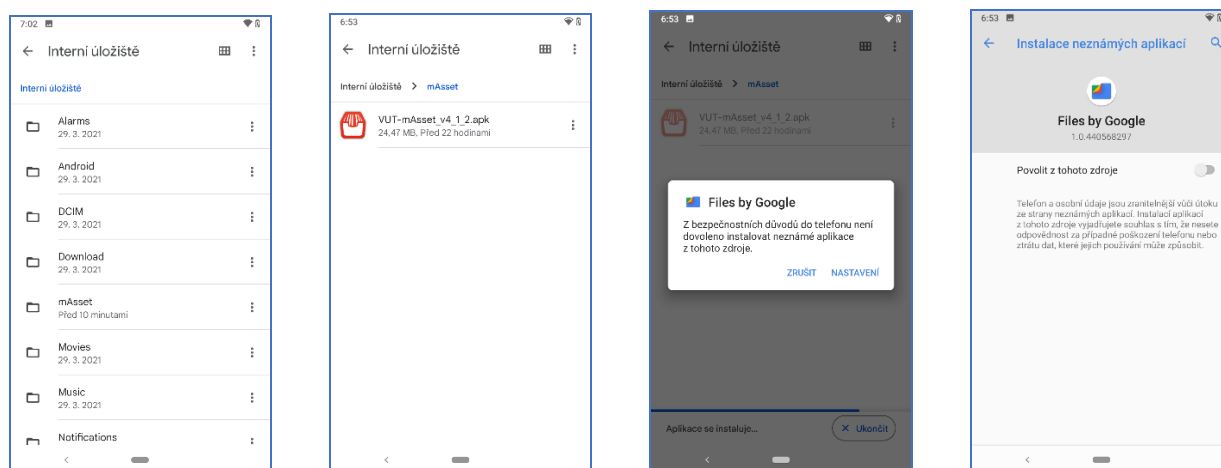 7:02
Interní úložiště
Interní úložiště
Alarms
29. 3. 2021
Android
29. 3. 2021
DCIM
29. 3. 2021
Download
29. 3. 2021
mAsset
Před 10 minutami
Movies
29. 3. 2021
Music
29. 3. 2021
Notifications
6:53
Interní úložiště
Interní úložiště > mAsset
VUT-mAsset_v4_1_2.apk
24,47 MB, Před 22 hodinami
6:53
Interní úložiště
Interní úložiště > mAsset
VUT-mAsset_v4_1_2.apk
24,47 MB, Před 22 hodinami
Files by Google
Z bezpečnostních důvodů do telefonu není
dovoleno instalovat neznámé aplikace
z tohoto zdroje.
ZRUŠIT NASTAVENÍ
Aplikace se instaluje...
Ukončit
6:53
Instalace neznámých aplikací
Files by Google
1.0.440568297
Povolit z tohoto zdroje
Telefon a osobní údaje jsou zranitelnější vůči útoku
ze strany neznámých aplikací. Instalací aplikací
z tohoto zdroje vyjadřujete souhlas s tím, že nesete
odpovědnost za případné poškození telefonu nebo
ztrátu dat, které jejich používání může způsobit.